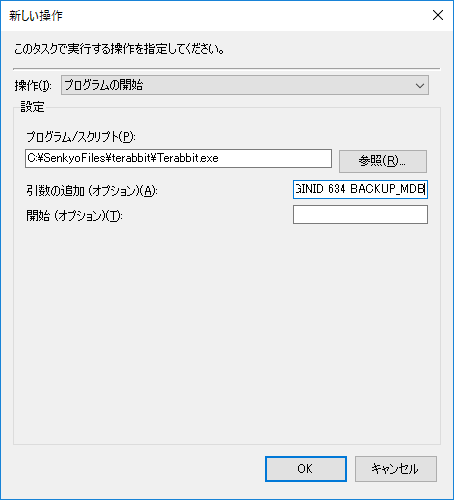 新しい操作
このタスクで実行する操作を指定してください。
操作(I): プログラムの開始
設定
プログラム/スクリプト(P):
C:¥SenkyoFiles¥terabbit¥Terabbit.exe 参照(R)...
引数の追加 (オプション)(A): GINID 634 BACKUP_MDB
開始 (オプション)(T):
OK キャンセル